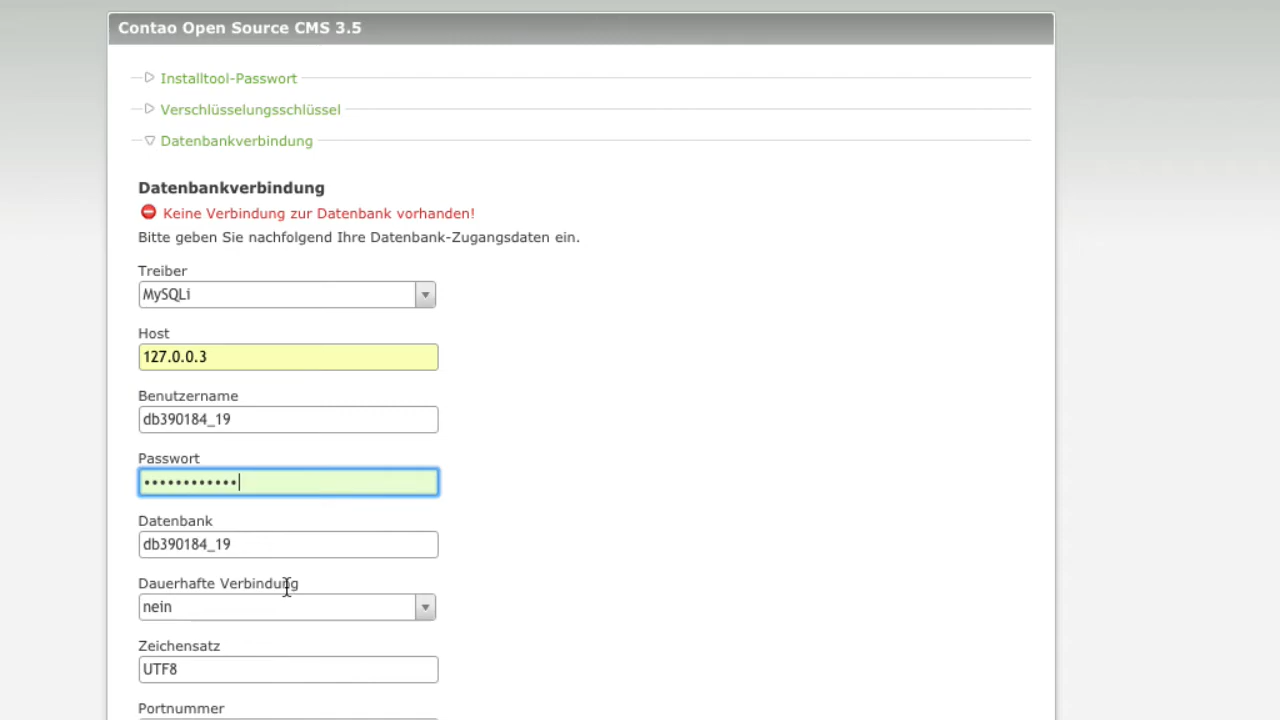 Contao Open Source CMS 3.5
Installtool-Passwort
Verschlüsselungsschlüssel
Datenbankverbindung
Datenbankverbindung
Keine Verbindung zur Datenbank vorhanden!
Bitte geben Sie nachfolgend Ihre Datenbank-Zugangsdaten ein.
Treiber
MySQLi
Host
127.0.0.3
Benutzername
db390184_19
Passwort
••••••••••••
Datenbank
db390184_19
Dauerhafte Verbindung
nein
Zeichensatz
UTF8
Portnummer